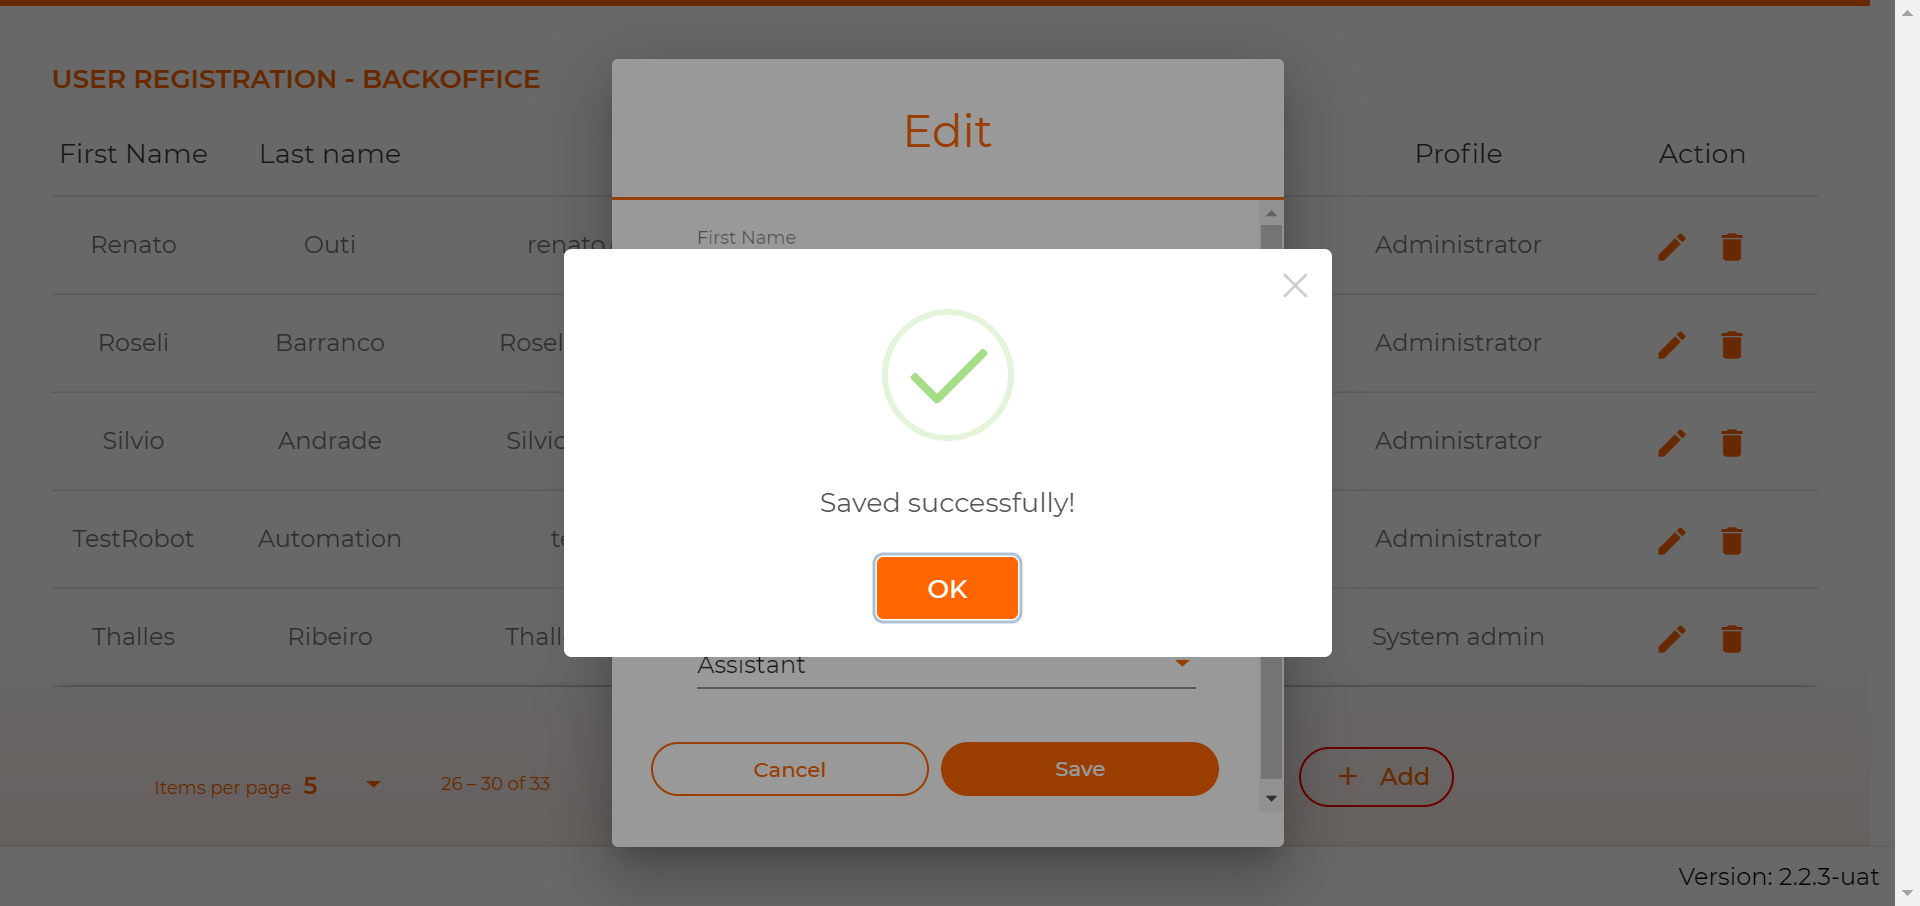 USER REGISTRATION - BACKOFFICE
Edit
First Name Last name Profile Action
First Name
Renato Outi renato. Administrator
Roseli Barranco Rosel Administrator
Silvio Andrade Silvio Administrator
TestRobot Automation te Administrator
Thalles Ribeiro Thall System admin
Saved successfully!
OK
Assistant
Cancel Save
Items per page 5 26 – 30 of 33 + Add
Version: 2.2.3-uat